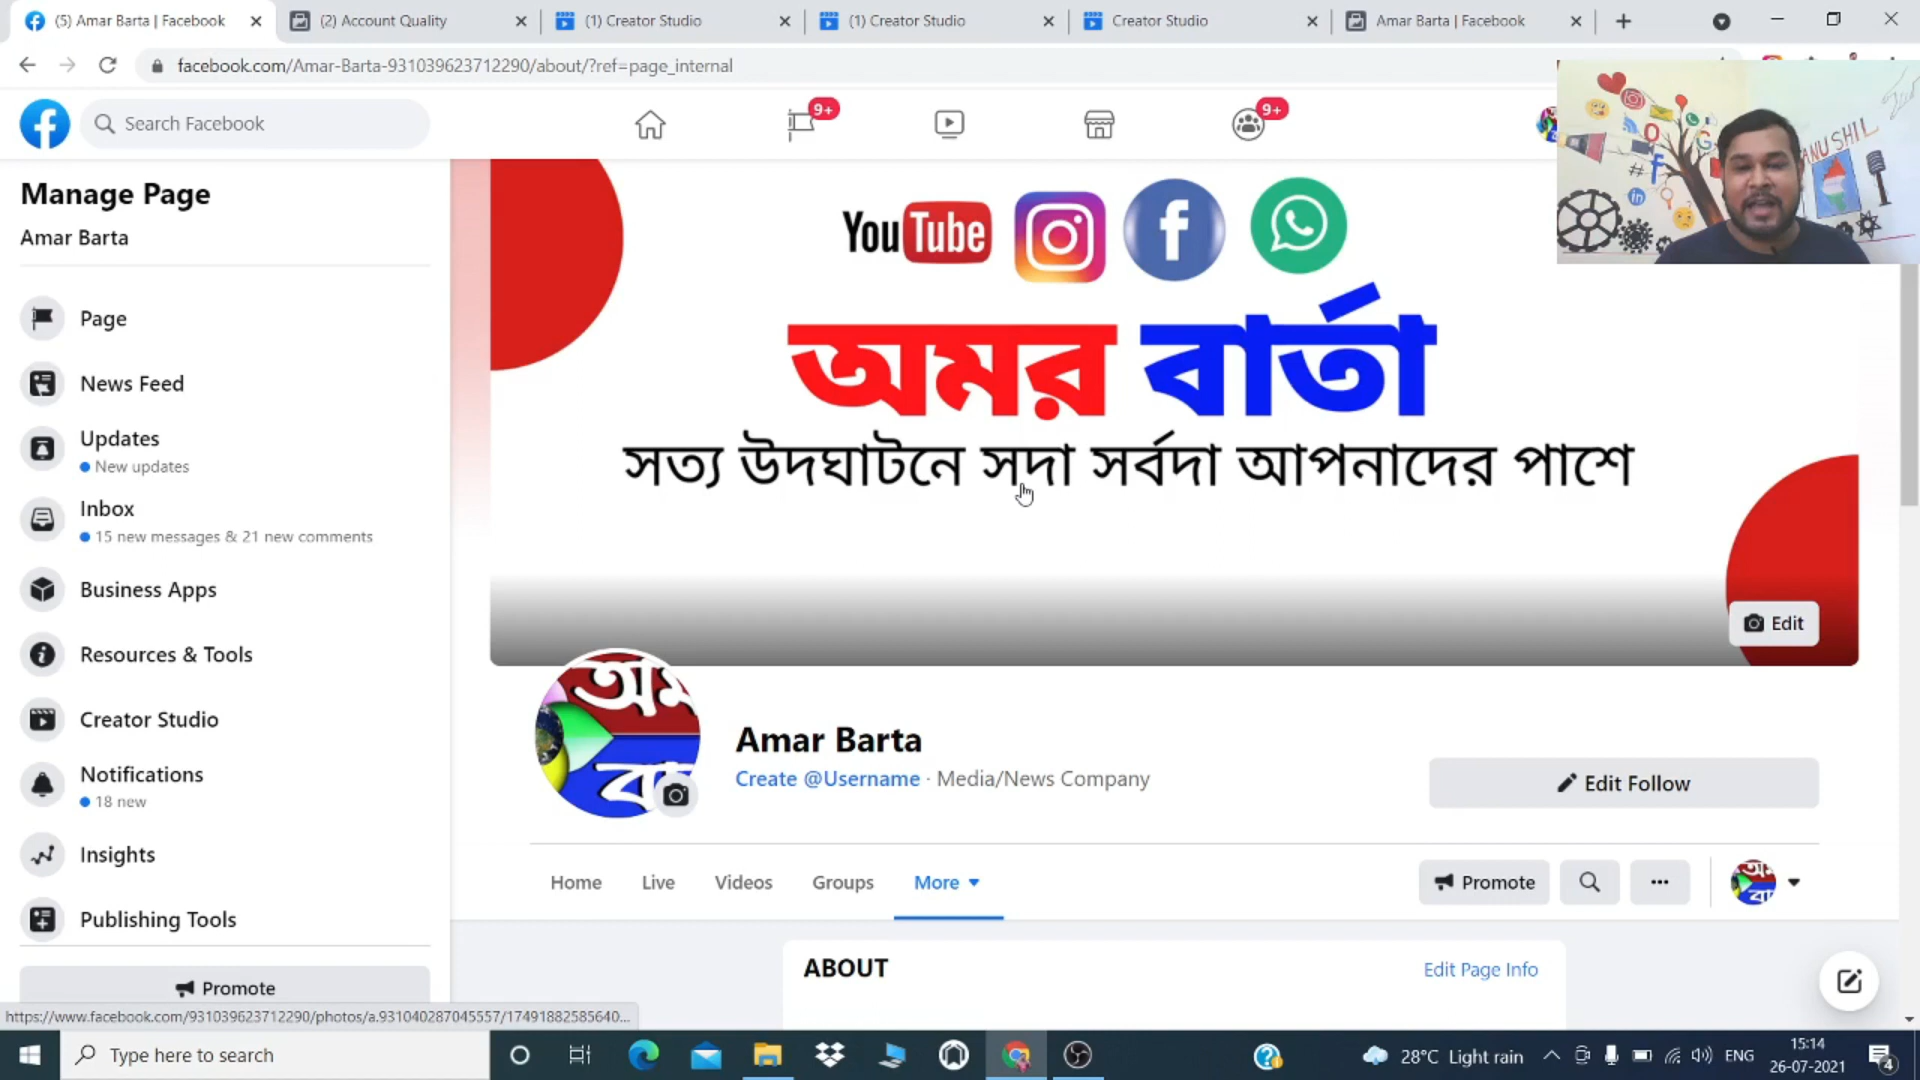 (5) Amar Barta | Facebook
(2) Account Quality
(1) Creator Studio
(1) Creator Studio
Creator Studio
Amar Barta | Facebook
facebook.com/Amar-Barta-931039623712290/about/?ref=page_internal
Search Facebook
9+
9+
ANUSHIL
Manage Page
Amar Barta
Page
News Feed
Updates
New updates
Inbox
15 new messages & 21 new comments
Business Apps
Resources & Tools
Creator Studio
Notifications
18 new
Insights
Publishing Tools
Promote
YouTube
অমর বার্তা
সত্য উদঘাটনে সদা সর্বদা আপনাদের পাশে
Edit
Amar Barta
Create @Username · Media/News Company
Edit Follow
Home
Live
Videos
Groups
More
Promote
ABOUT
Edit Page Info
https://www.facebook.com/931039623712290/photos/a.931040287045557/17491882585640...
Type here to search
28°C Light rain
ENG
15:14
26-07-2021
4